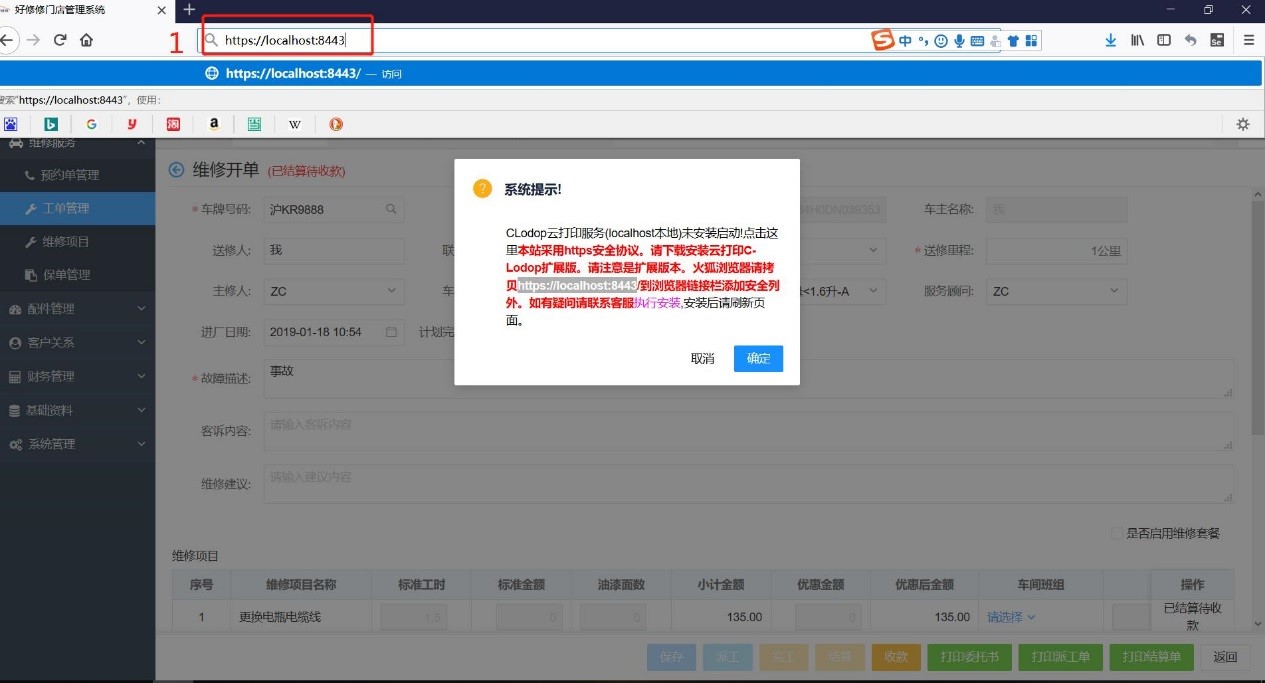 好修修门店管理系统
1
https://localhost:8443
中
https://localhost:8443/ — 访问
搜索"https://localhost:8443"，使用：
维修服务
预约单管理
工单管理
维修项目
保单管理
配件管理
客户关系
财务管理
基础资料
系统管理
维修开单 (已结算待收款)
* 车牌号码: 沪KR9888
车主名称: 我
送修人: 我
* 送修里程: 1公里
主修人: ZC
<1.6升-A
服务顾问: ZC
进厂日期: 2019-01-18 10:54
计划完
* 故障描述: 事故
客诉内容: 请输入客诉内容
维修建议: 请输入建议内容
系统提示!
CLodop云打印服务(localhost本地)未安装启动!点击这
里本站采用https安全协议。请下载安装云打印C-
Lodop扩展版。请注意是扩展版本。火狐浏览器请拷
贝https://localhost:8443/到浏览器链接栏添加安全列
外。如有疑问请联系客服执行安装,安装后请刷新页
面。
取消 确定
是否启用维修套餐
维修项目
序号 维修项目名称 标准工时 标准金额 油漆面数 小计金额 优惠金额 优惠后金额 车间班组 操作
1 更换电瓶电缆线 1.5 0 0 135.00 0 135.00 请选择 已结算待收
款
保存 派工 完工 结算 收款 打印委托书 打印派工单 打印结算单 返回